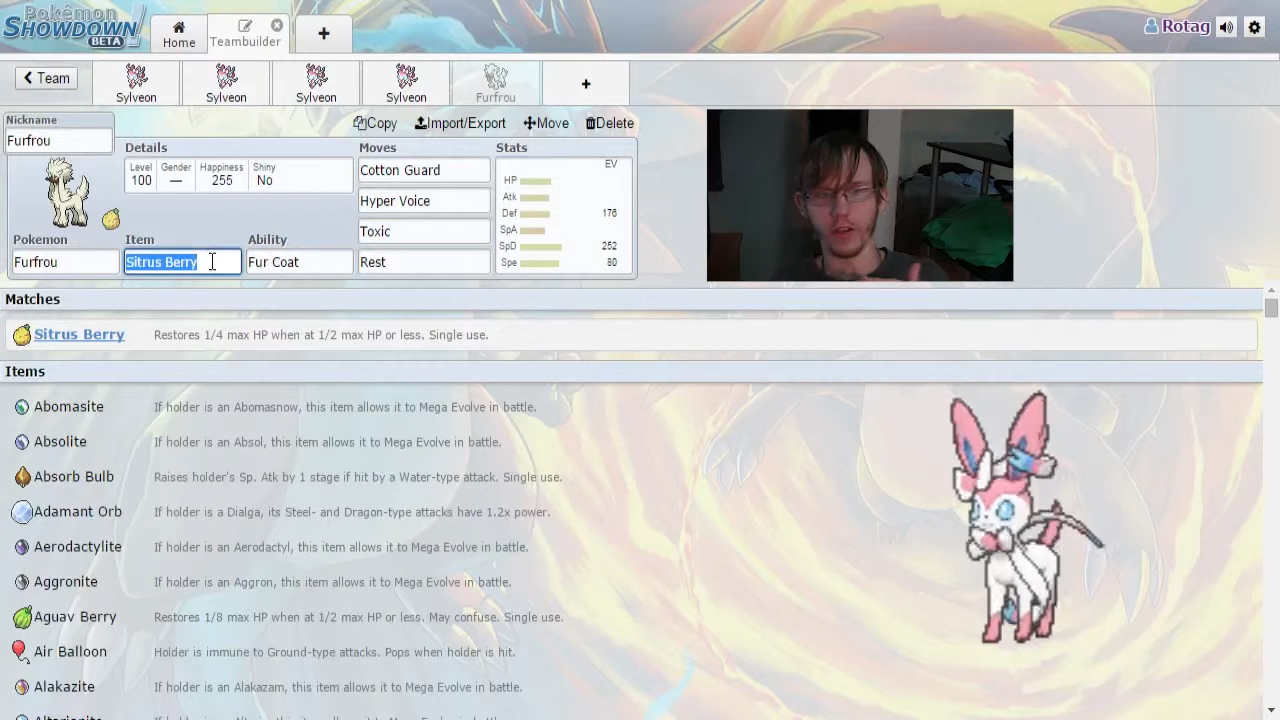 Pokémon
SHOWDOWN!
BETA
Home
Teambuilder
+
Rotag
Team
Sylveon
Sylveon
Sylveon
Sylveon
Furfrou
+
Nickname
Furfrou
Copy Import/Export Move Delete
Details
Level Gender Happiness Shiny
100 — 255 No
Moves
Cotton Guard
Hyper Voice
Toxic
Rest
Stats
EV
HP
Atk
Def 176
SpA
SpD 252
Spe 80
Pokemon
Furfrou
Item
Sitrus Berry
Ability
Fur Coat
Matches
Sitrus Berry Restores 1/4 max HP when at 1/2 max HP or less. Single use.
Items
Abomasite If holder is an Abomasnow, this item allows it to Mega Evolve in battle.
Absolite If holder is an Absol, this item allows it to Mega Evolve in battle.
Absorb Bulb Raises holder's Sp. Atk by 1 stage if hit by a Water-type attack. Single use.
Adamant Orb If holder is a Dialga, its Steel- and Dragon-type attacks have 1.2x power.
Aerodactylite If holder is an Aerodactyl, this item allows it to Mega Evolve in battle.
Aggronite If holder is an Aggron, this item allows it to Mega Evolve in battle.
Aguav Berry Restores 1/8 max HP when at 1/2 max HP or less. May confuse. Single use.
Air Balloon Holder is immune to Ground-type attacks. Pops when holder is hit.
Alakazite If holder is an Alakazam, this item allows it to Mega Evolve in battle.